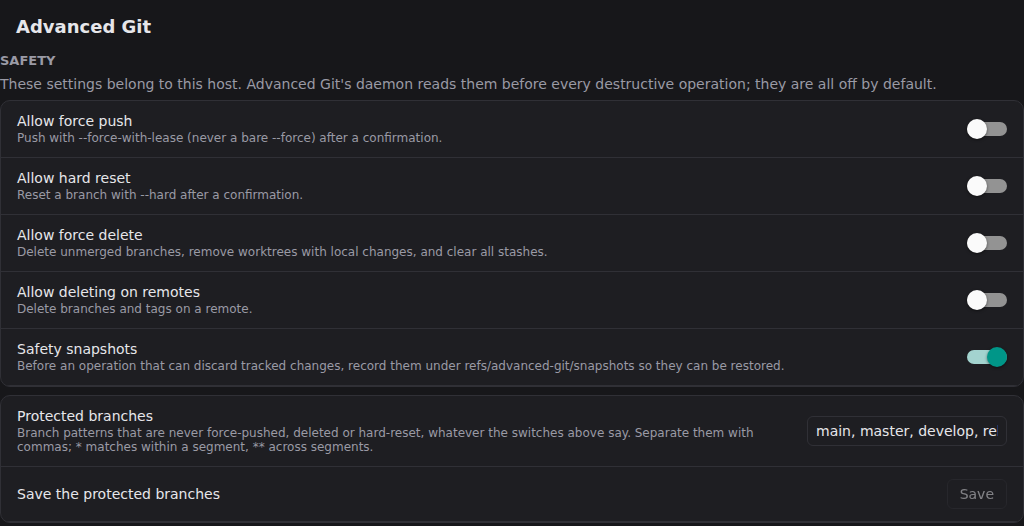 Advanced Git
SAFETY
These settings belong to this host. Advanced Git's daemon reads them before every destructive operation; they are all off by default.
Allow force push
Push with --force-with-lease (never a bare --force) after a confirmation.
Allow hard reset
Reset a branch with --hard after a confirmation.
Allow force delete
Delete unmerged branches, remove worktrees with local changes, and clear all stashes.
Allow deleting on remotes
Delete branches and tags on a remote.
Safety snapshots
Before an operation that can discard tracked changes, record them under refs/advanced-git/snapshots so they can be restored.
Protected branches
Branch patterns that are never force-pushed, deleted or hard-reset, whatever the switches above say. Separate them with
commas; * matches within a segment, ** across segments.
main, master, develop, re
Save the protected branches
Save